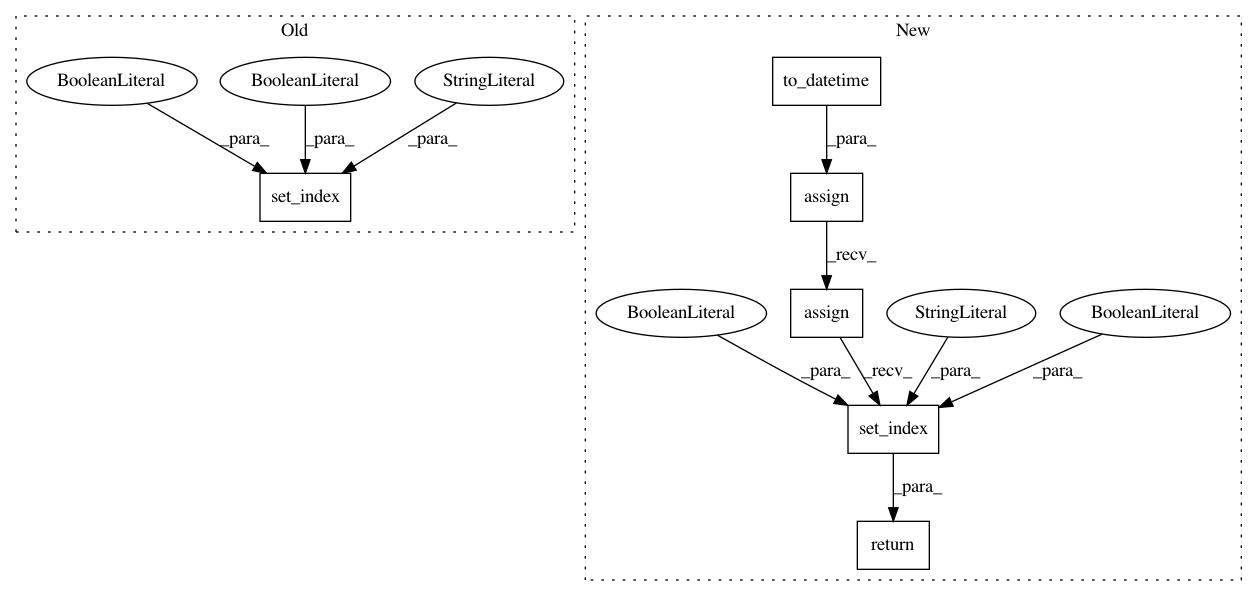 Old
New
BooleanLiteral
BooleanLiteral
StringLiteral
to_datetime
_para_
_para_
_para_
_para_
set_index
assign
_recv_
BooleanLiteral
assign
StringLiteral
BooleanLiteral
_para_
_recv_
_para_
_para_
set_index
_para_
return